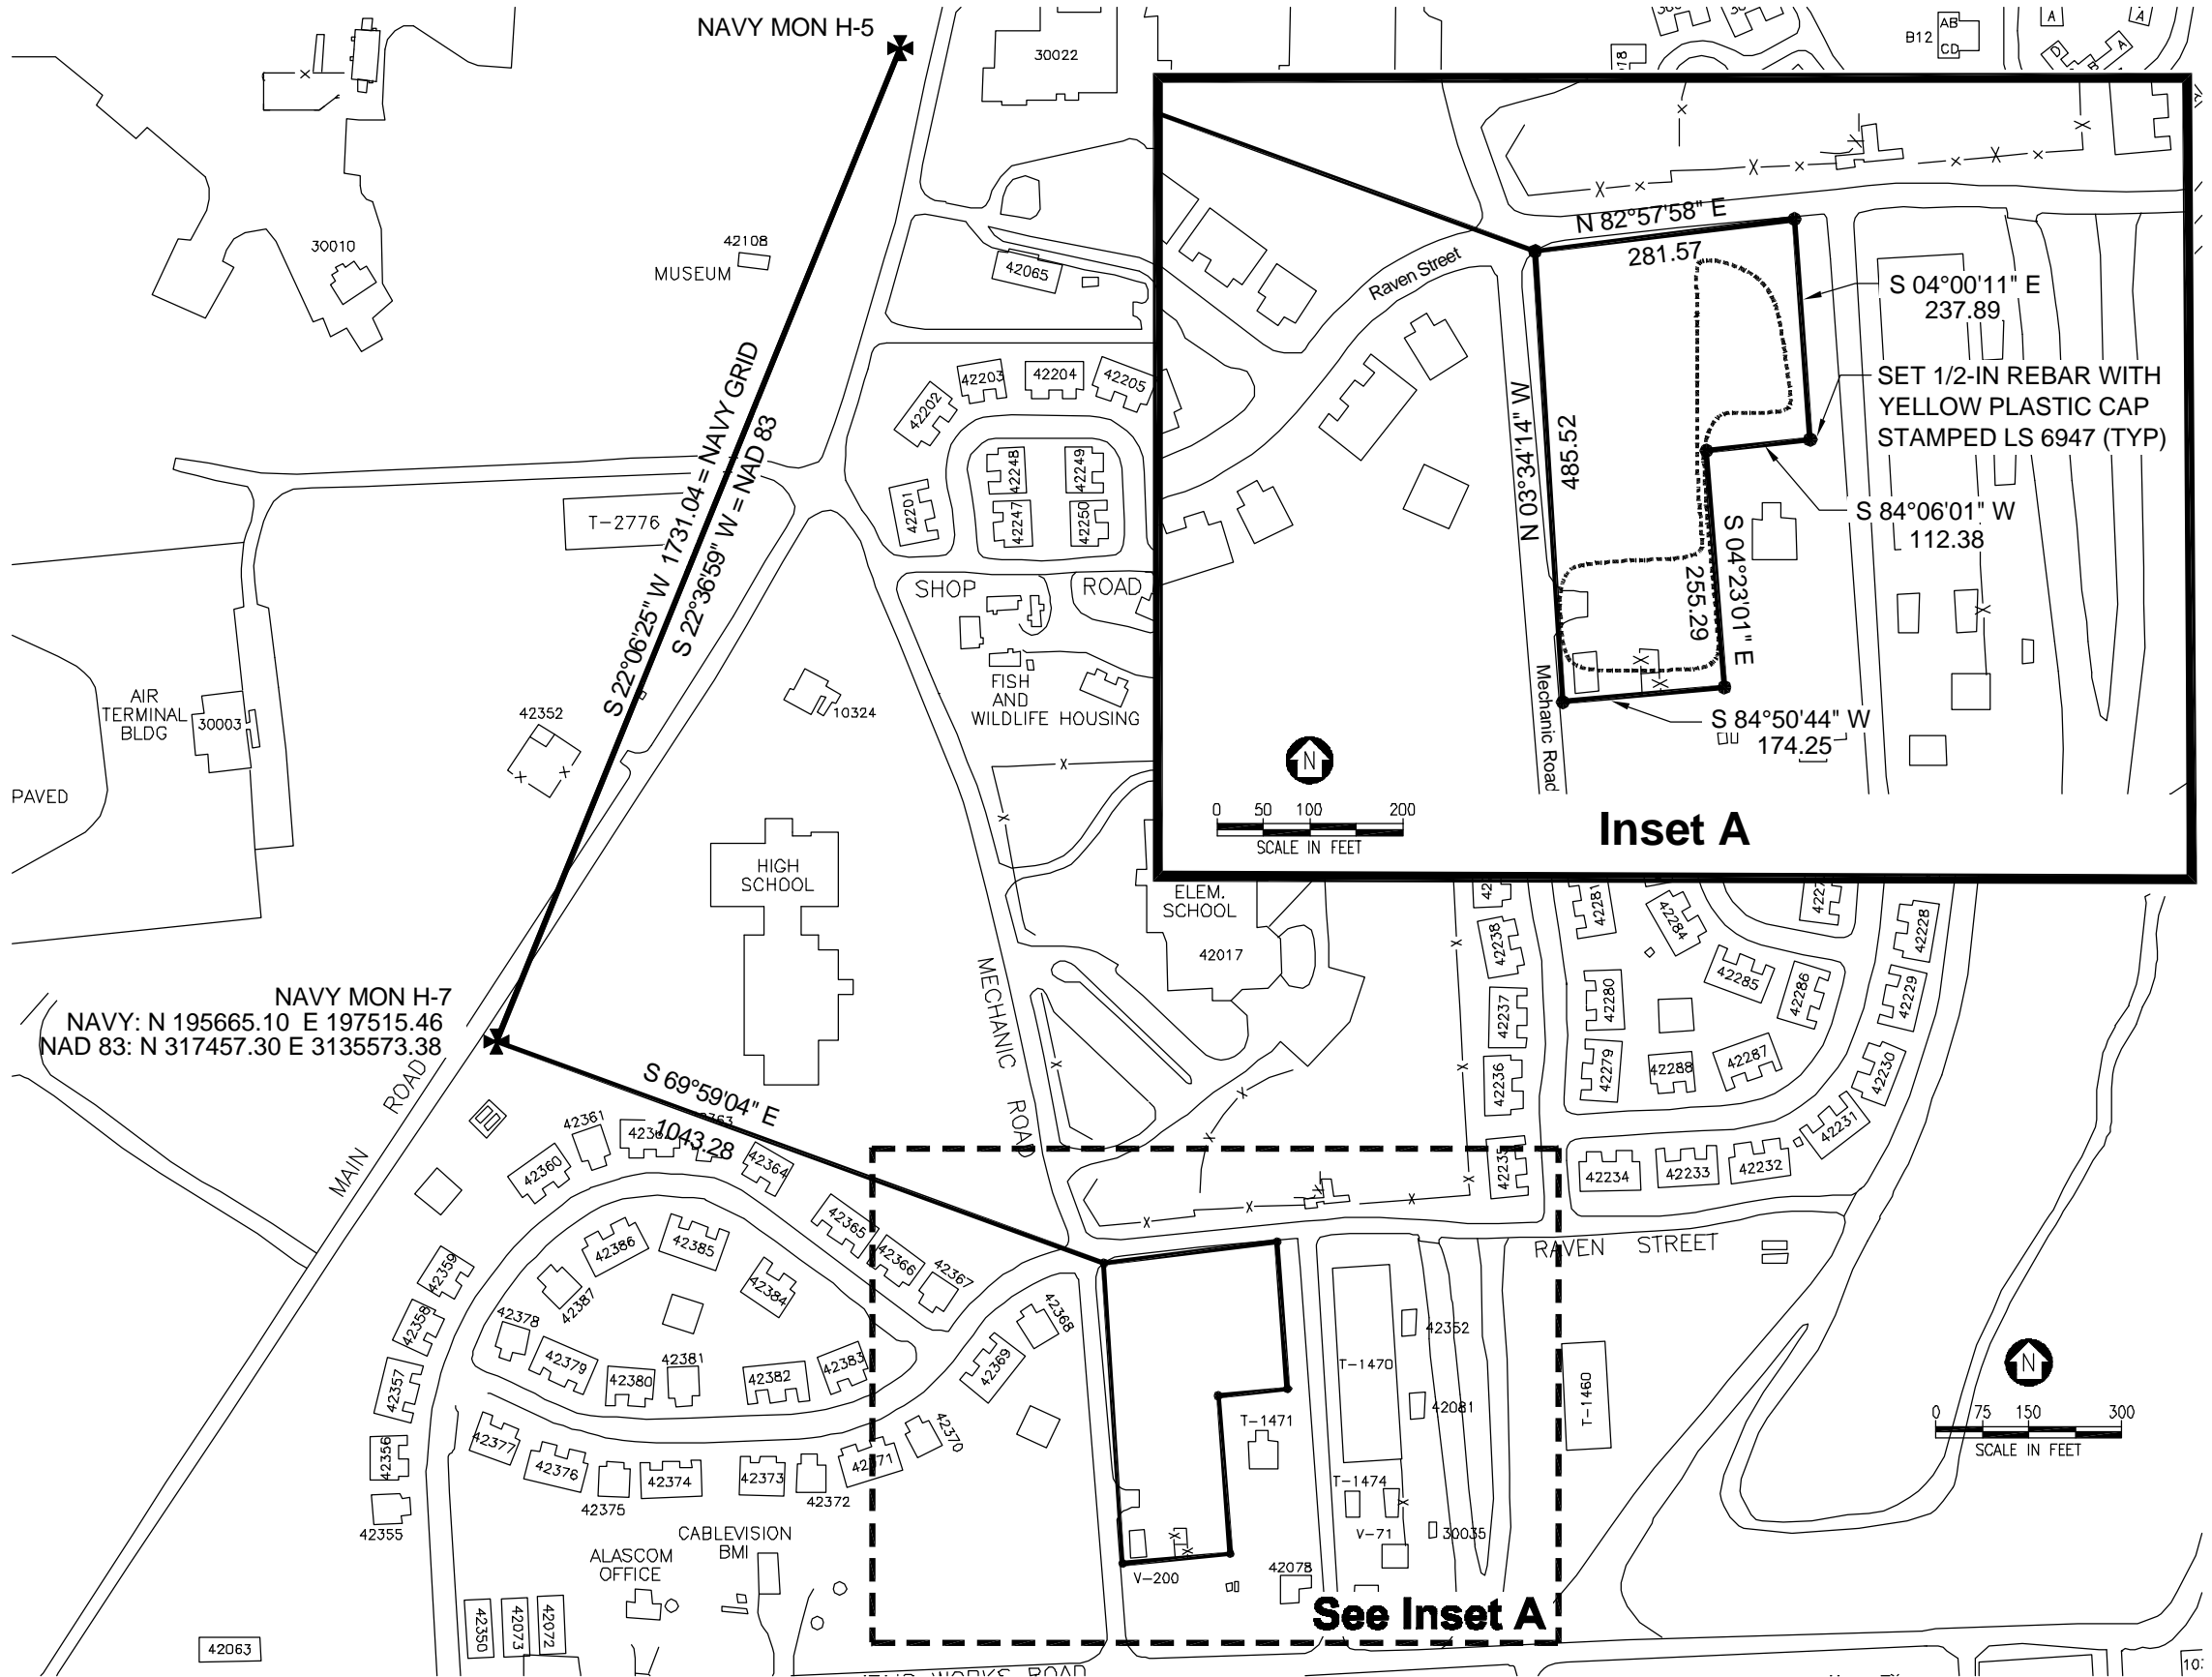 NAVY MON H-5
30022
B12
AB
CD
A
A
D
A
30010
42108
MUSEUM
42065
S 22°06'25" W 1731.04 = NAVY GRID
S 22°36'59" W = NAD 83
42202
42203
42204
42205
42201
42248
42249
42247
42250
T-2776
SHOP ROAD
FISH
AND
WILDLIFE HOUSING
10324
AIR
TERMINAL
BLDG
30003
42352
PAVED
HIGH
SCHOOL
ELEM.
SCHOOL
42017
N 82°57'58" E
281.57
Raven Street
S 04°00'11" E
237.89
SET 1/2-IN REBAR WITH
YELLOW PLASTIC CAP
STAMPED LS 6947 (TYP)
N 03°34'14" W
485.52
S 84°06'01" W
112.38
S 04°23'01" E
255.29
Mechanic Road
S 84°50'44" W
174.25
N
0 50 100 200
SCALE IN FEET
Inset A
NAVY MON H-7
NAVY: N 195665.10 E 197515.46
NAD 83: N 317457.30 E 3135573.38
MAIN ROAD
MECHANIC ROAD
S 69°59'04" E
1043.28
42281
42284
42228
42238
42285
42286
42229
42237
42280
42236
42279
42288
42287
42230
42231
42235
42234
42233
42232
RAVEN STREET
42361
42360
42364
42365
42366
42367
42386
42385
42384
42387
42359
42358
42378
42379
42380
42381
42382
42383
42368
42369
42357
42356
42355
42377
42376
42375
42374
42373
42372
42371
42370
T-1470
42352
42081
T-1471
T-1474
V-71
30035
T-1460
V-200
42078
N
0 75 150 300
SCALE IN FEET
CABLEVISION
BMI
ALASCOM
OFFICE
42350
42073
42072
42063
See Inset A
WORKS ROAD